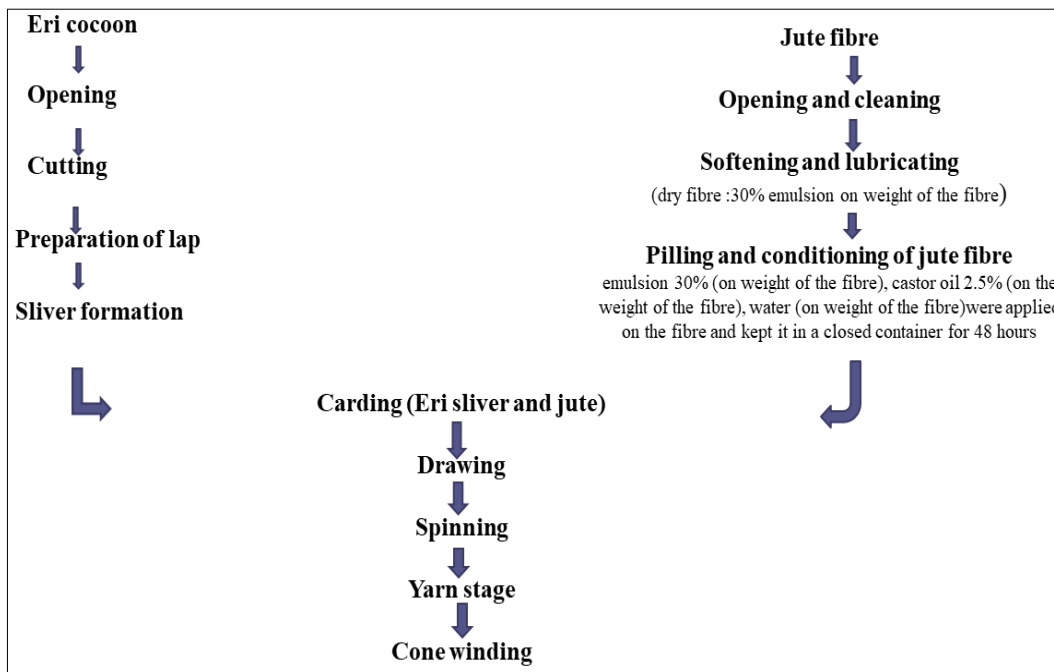 Eri cocoon
Opening
Cutting
Preparation of lap
Sliver formation
Jute fibre
Opening and cleaning
Softening and lubricating
(dry fibre :30% emulsion on weight of the fibre)
Pilling and conditioning of jute fibre
emulsion 30% (on weight of the fibre), castor oil 2.5% (on the
weight of the fibre), water (on weight of the fibre)were applied
on the fibre and kept it in a closed container for 48 hours
Carding (Eri sliver and jute)
Drawing
Spinning
Yarn stage
Cone winding